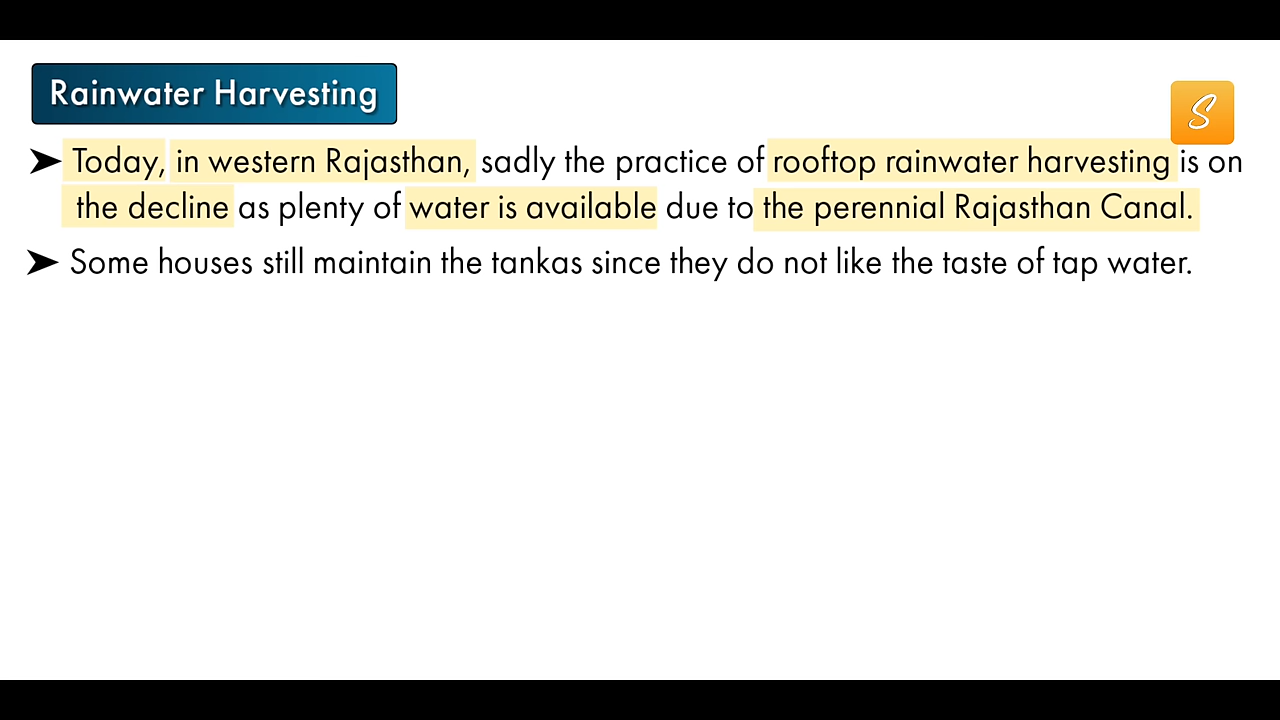 Rainwater Harvesting
S
➤ Today, in western Rajasthan, sadly the practice of rooftop rainwater harvesting is on
the decline as plenty of water is available due to the perennial Rajasthan Canal.
➤ Some houses still maintain the tankas since they do not like the taste of tap water.